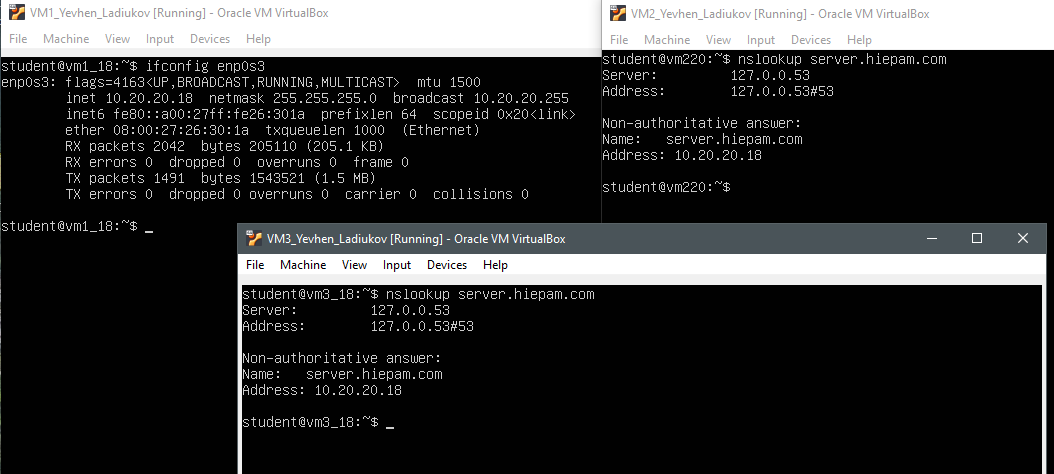 VM1_Yevhen_Ladiukov [Running] - Oracle VM VirtualBox
File Machine View Input Devices Help
student@vm1_18:~$ ifconfig enp0s3
enp0s3: flags=4163<UP,BROADCAST,RUNNING,MULTICAST>  mtu 1500
        inet 10.20.20.18  netmask 255.255.255.0  broadcast 10.20.20.255
        inet6 fe80::a00:27ff:fe26:301a  prefixlen 64  scopeid 0x20<link>
        ether 08:00:27:26:30:1a  txqueuelen 1000  (Ethernet)
        RX packets 2042  bytes 205110 (205.1 KB)
        RX errors 0  dropped 0  overruns 0  frame 0
        TX packets 1491  bytes 1543521 (1.5 MB)
        TX errors 0  dropped 0 overruns 0  carrier 0  collisions 0
student@vm1_18:~$ _
VM2_Yevhen_Ladiukov [Running] - Oracle VM VirtualBox
File Machine View Input Devices Help
student@vm220:~$ nslookup server.hiepam.com
Server:         127.0.0.53
Address:        127.0.0.53#53
Non-authoritative answer:
Name:   server.hiepam.com
Address: 10.20.20.18
student@vm220:~$
VM3_Yevhen_Ladiukov [Running] - Oracle VM VirtualBox
File Machine View Input Devices Help
student@vm3_18:~$ nslookup server.hiepam.com
Server:         127.0.0.53
Address:        127.0.0.53#53
Non-authoritative answer:
Name:   server.hiepam.com
Address: 10.20.20.18
student@vm3_18:~$ _